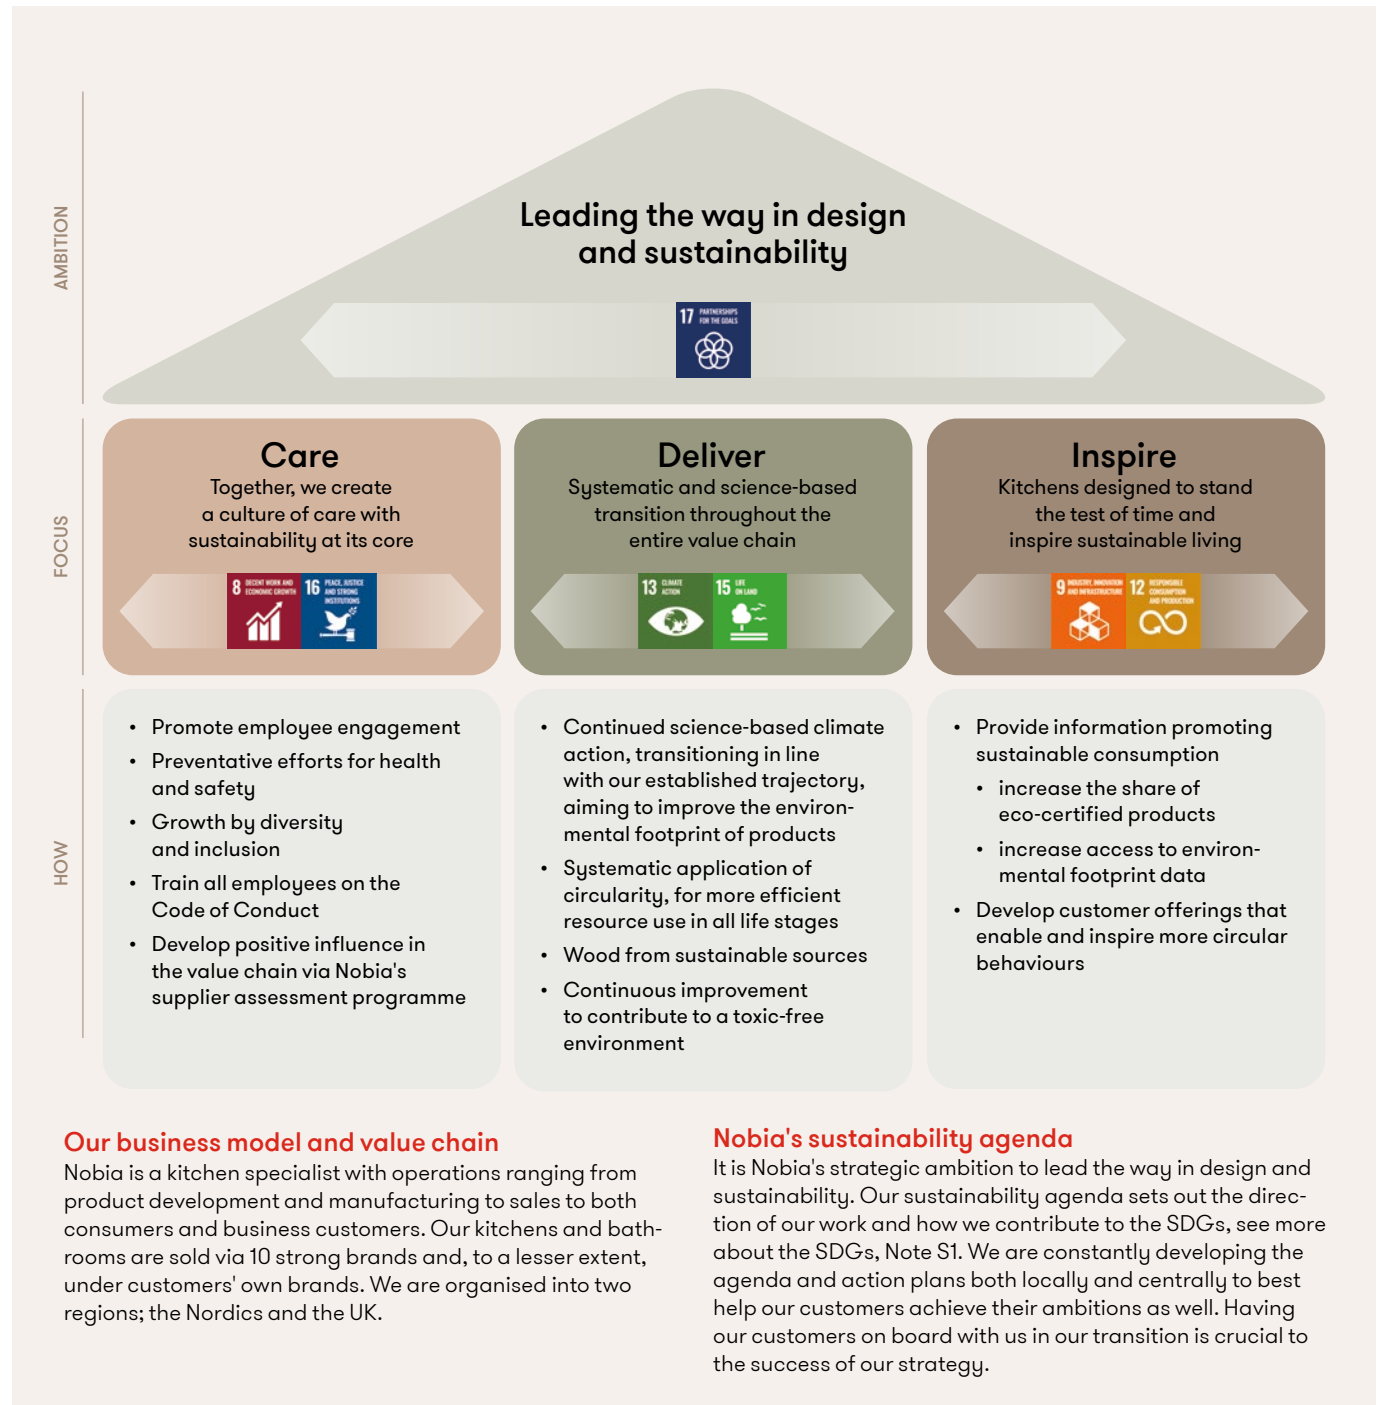 AMBITION
Leading the way in design
and sustainability
17 PARTNERSHIPS
FOR THE GOALS
FOCUS
Care
Together, we create
a culture of care with
sustainability at its core
8 DECENT WORK AND
ECONOMIC GROWTH
16 PEACE, JUSTICE
AND STRONG
INSTITUTIONS
Deliver
Systematic and science-based
transition throughout the
entire value chain
13 CLIMATE
ACTION
15 LIFE
ON LAND
Inspire
Kitchens designed to stand
the test of time and
inspire sustainable living
9 INDUSTRY, INNOVATION
AND INFRASTRUCTURE
12 RESPONSIBLE
CONSUMPTION
AND PRODUCTION
HOW
• Promote employee engagement
• Preventative efforts for health
and safety
• Growth by diversity
and inclusion
• Train all employees on the
Code of Conduct
• Develop positive influence in
the value chain via Nobia's
supplier assessment programme
• Continued science-based climate
action, transitioning in line
with our established trajectory,
aiming to improve the environ-
mental footprint of products
• Systematic application of
circularity, for more efficient
resource use in all life stages
• Wood from sustainable sources
• Continuous improvement
to contribute to a toxic-free
environment
• Provide information promoting
sustainable consumption
• increase the share of
eco-certified products
• increase access to environ-
mental footprint data
• Develop customer offerings that
enable and inspire more circular
behaviours
Our business model and value chain
Nobia is a kitchen specialist with operations ranging from
product development and manufacturing to sales to both
consumers and business customers. Our kitchens and bath-
rooms are sold via 10 strong brands and, to a lesser extent,
under customers' own brands. We are organised into two
regions; the Nordics and the UK.
Nobia's sustainability agenda
It is Nobia's strategic ambition to lead the way in design and
sustainability. Our sustainability agenda sets out the direc-
tion of our work and how we contribute to the SDGs, see more
about the SDGs, Note S1. We are constantly developing the
agenda and action plans both locally and centrally to best
help our customers achieve their ambitions as well. Having
our customers on board with us in our transition is crucial to
the success of our strategy.